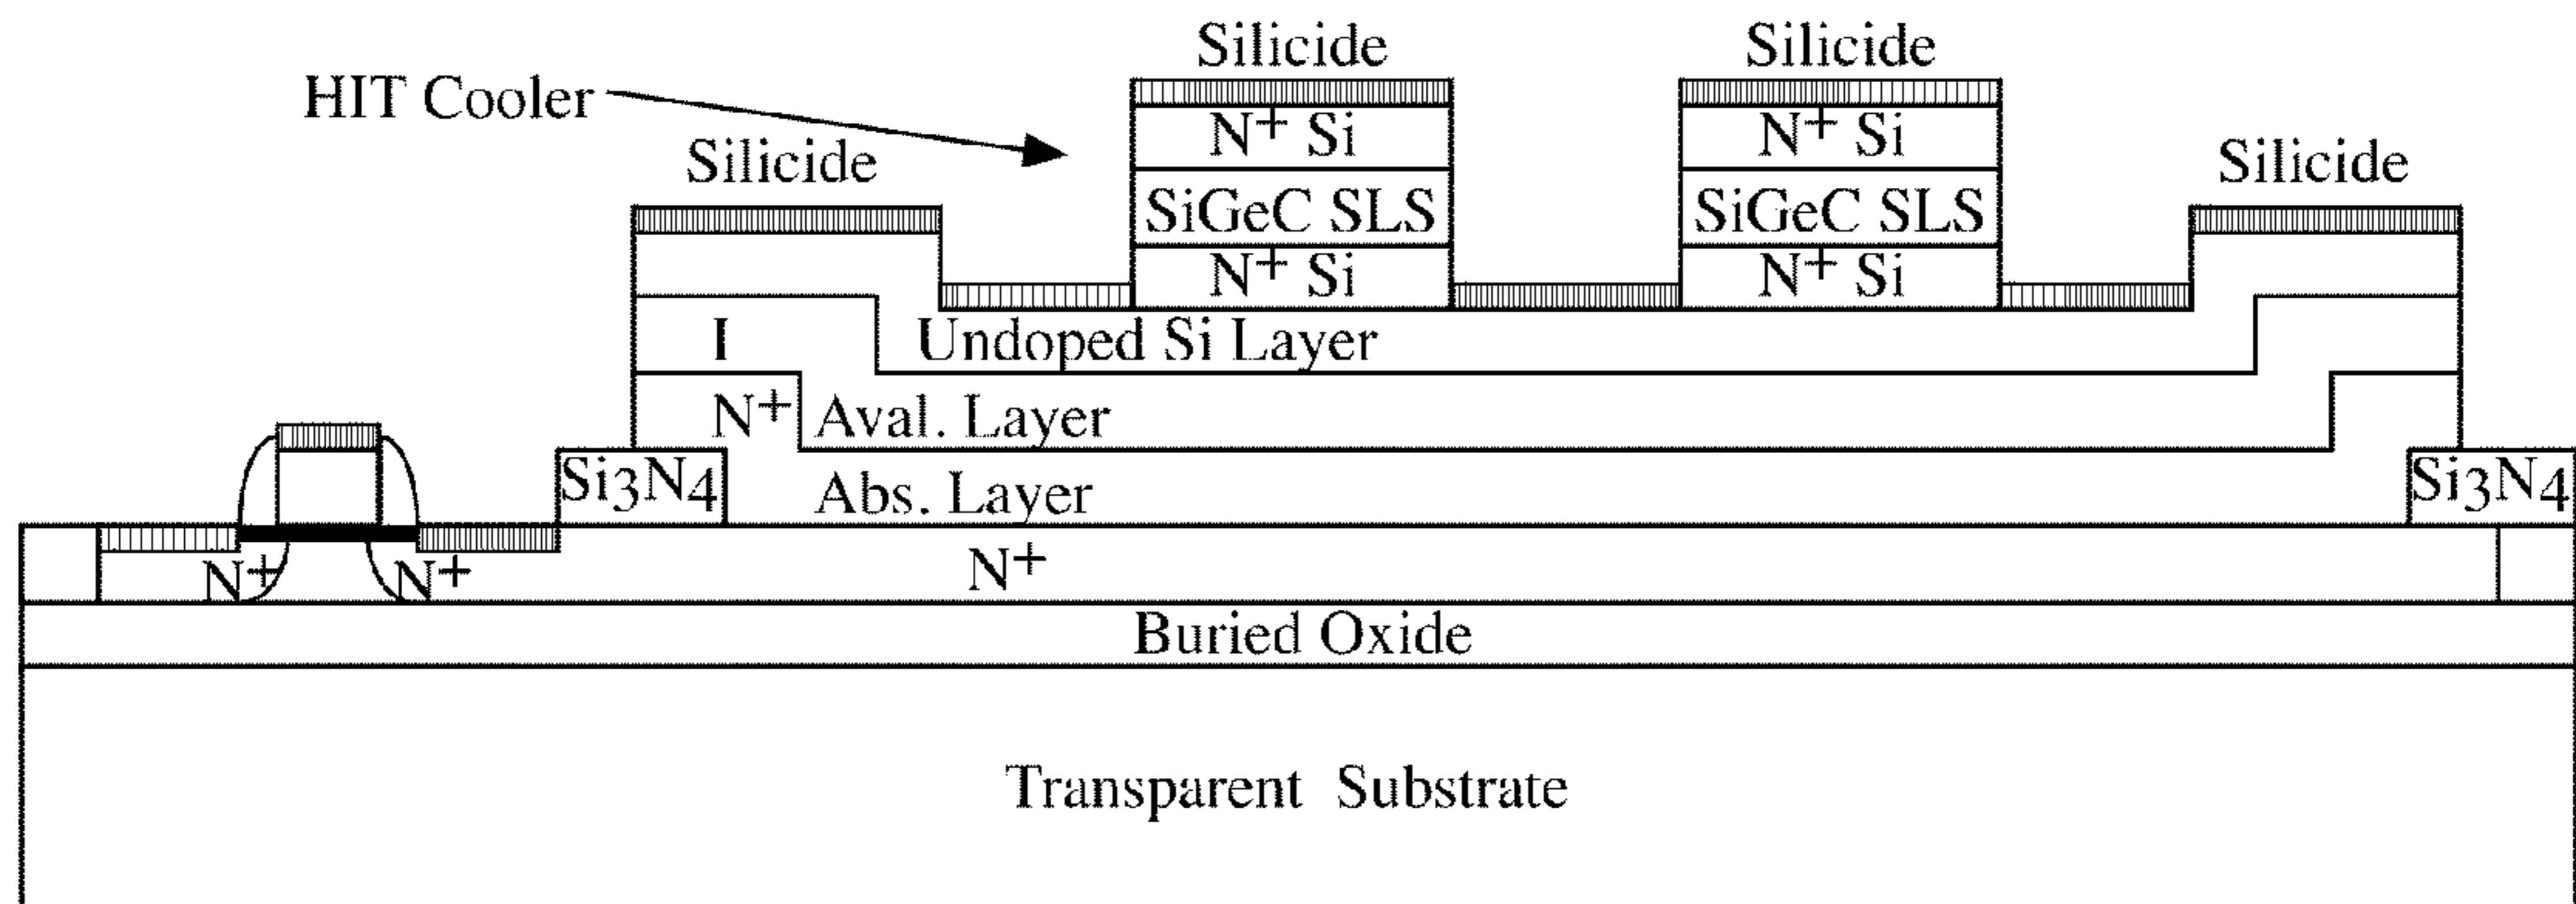 Silicide Silicide
HIT Cooler
N+ Si N+ Si
Silicide Silicide
SiGeC SLS SiGeC SLS
N+ Si N+ Si
I Undoped Si Layer
N+ Aval. Layer
Si3N4 Abs. Layer Si3N4
N+ N+ N+
Buried Oxide
Transparent Substrate